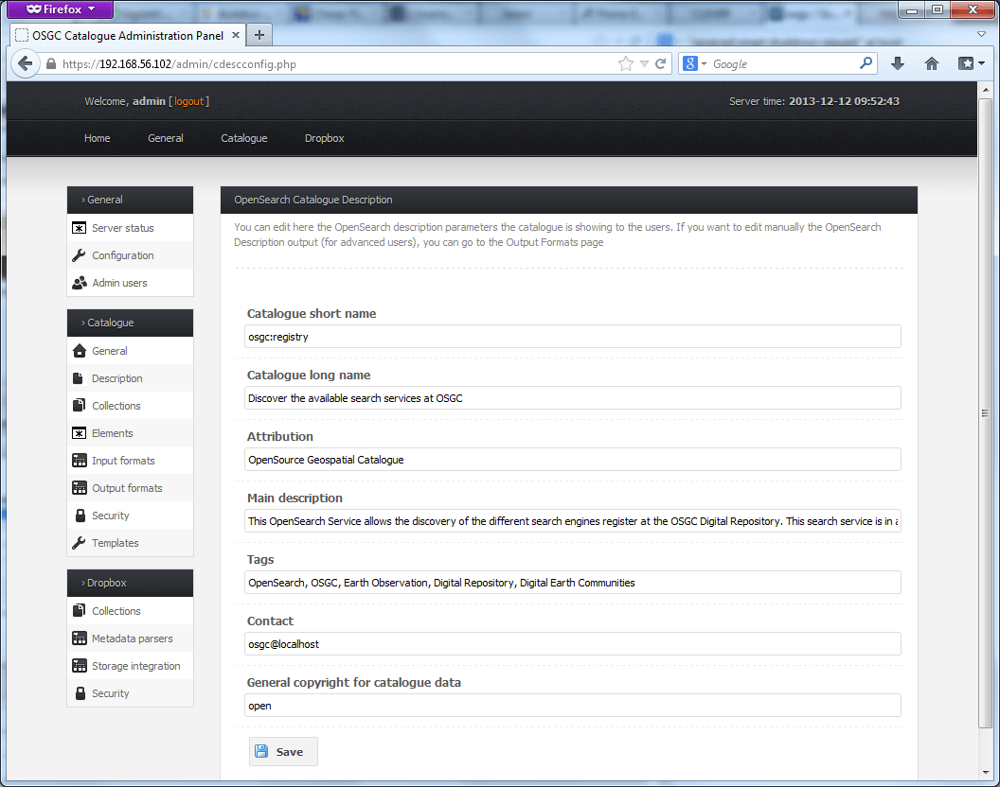 Firefox
OSGC Catalogue Administration Panel
https://192.168.56.102/admin/cdescconfig.php
Google
Welcome, admin [logout]
Server time: 2013-12-12 09:52:43
Home
General
Catalogue
Dropbox
› General
Server status
Configuration
Admin users
› Catalogue
General
Description
Collections
Elements
Input formats
Output formats
Security
Templates
› Dropbox
Collections
Metadata parsers
Storage integration
Security
OpenSearch Catalogue Description
You can edit here the OpenSearch description parameters the catalogue is showing to the users. If you want to edit manually the OpenSearch
Description output (for advanced users), you can go to the Output Formats page
Catalogue short name
osgc:registry
Catalogue long name
Discover the available search services at OSGC
Attribution
OpenSource Geospatial Catalogue
Main description
This OpenSearch Service allows the discovery of the different search engines register at the OSGC Digital Repository. This search service is in a
Tags
OpenSearch, OSGC, Earth Observation, Digital Repository, Digital Earth Communities
Contact
osgc@localhost
General copyright for catalogue data
open
Save